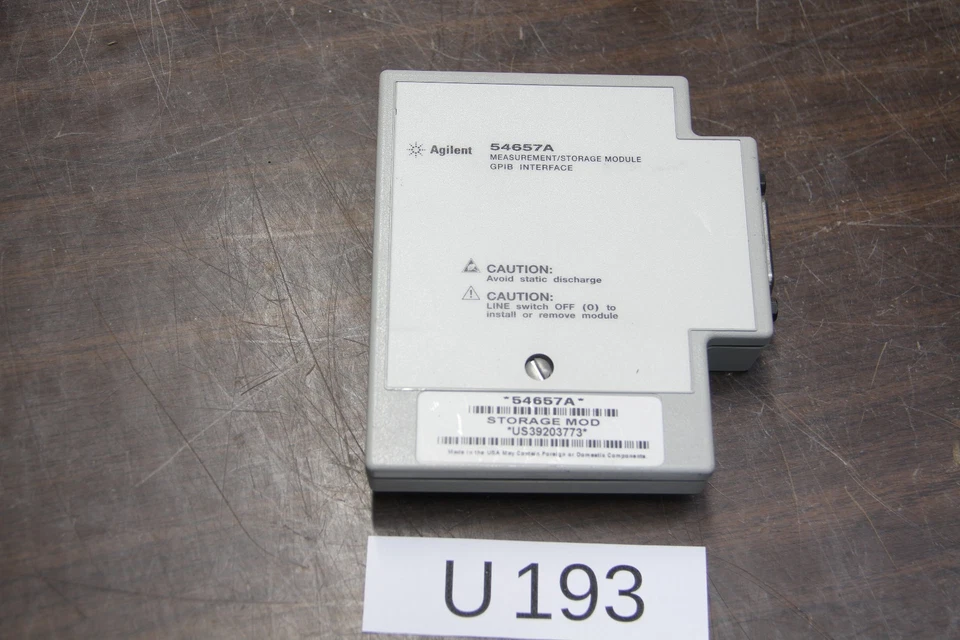 Agilent 54657A
MEASUREMENT/STORAGE MODULE
GPIB INTERFACE
CAUTION:
Avoid static discharge
CAUTION:
LINE switch OFF (0) to
install or remove module
*54657A*
STORAGE MOD
*US39203773*
Made in the USA May Contain Foreign or Domestic Components.
U 193